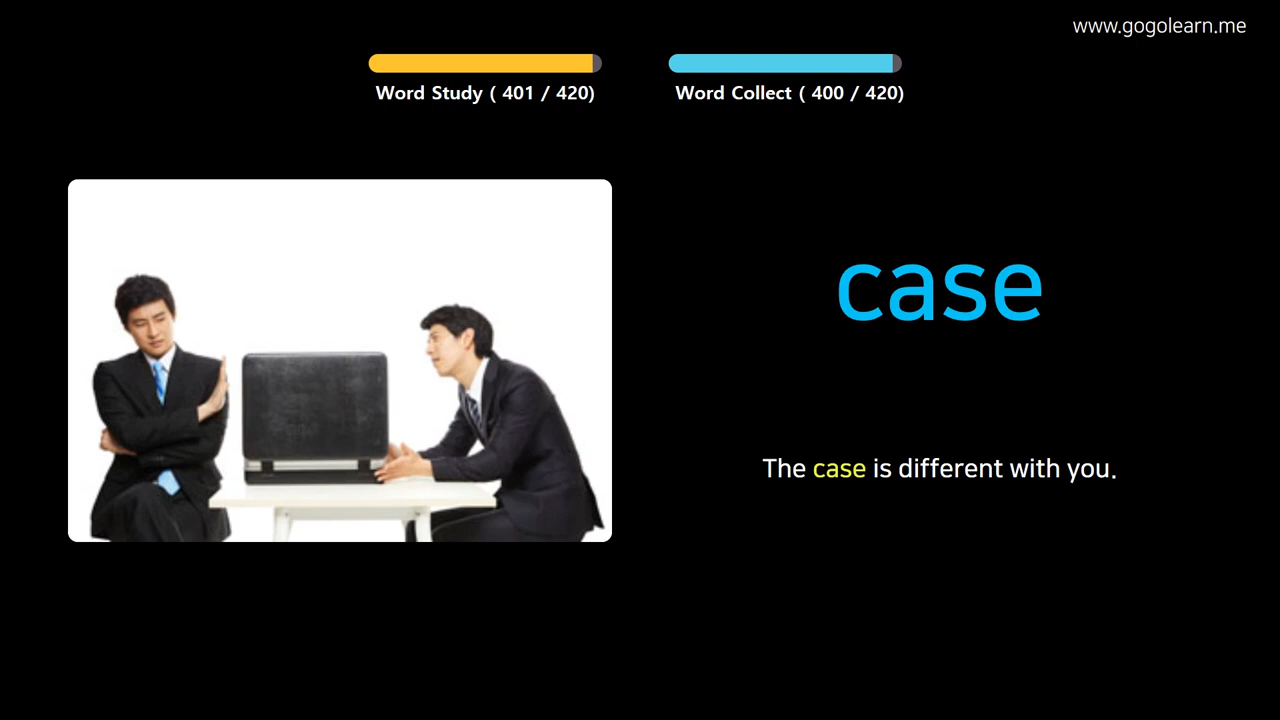 www.gogolearn.me
Word Study ( 401 / 420)
Word Collect ( 400 / 420)
case
The case is different with you.